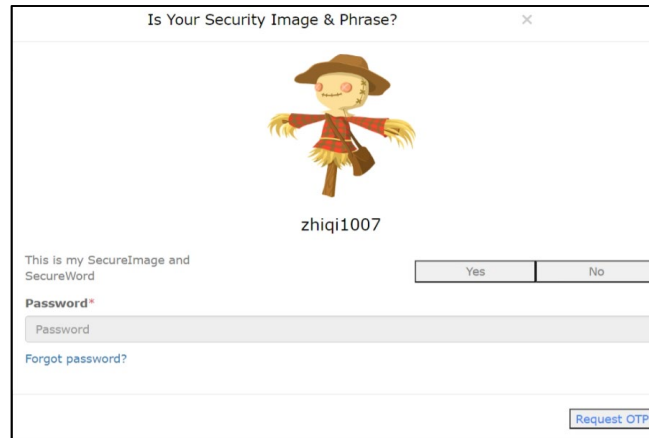 Is Your Security Image & Phrase?
×
zhiqi1007
This is my SecureImage and
SecureWord
Yes
No
Password*
Password
Forgot password?
Request OTP